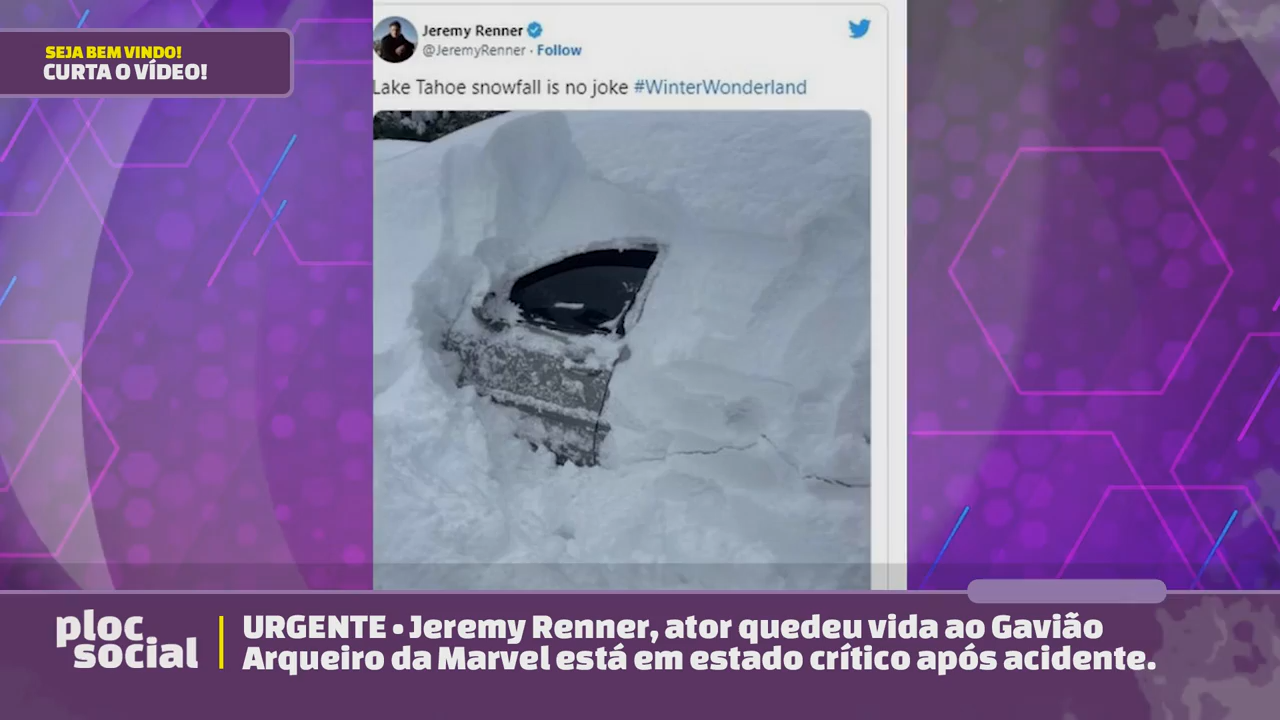 SEJA BEM VINDO!
CURTA O VÍDEO!
Jeremy Renner
@JeremyRenner · Follow
Lake Tahoe snowfall is no joke #WinterWonderland
ploc
social
URGENTE • Jeremy Renner, ator quedeu vida ao Gavião
Arqueiro da Marvel está em estado crítico após acidente.